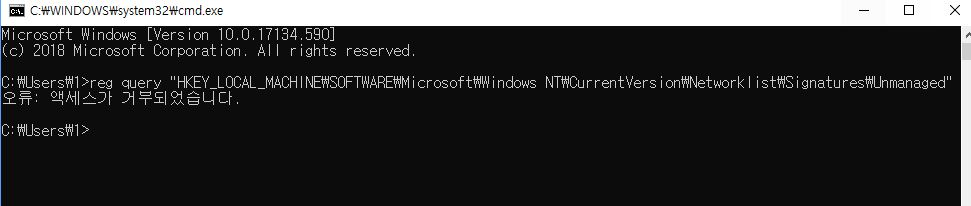 C:₩WINDOWS₩system32₩cmd.exe
Microsoft Windows [Version 10.0.17134.590]
(c) 2018 Microsoft Corporation. All rights reserved.
C:₩Users₩1>reg query "HKEY_LOCAL_MACHINE₩SOFTWARE₩Microsoft₩Windows NT₩CurrentVersion₩Networklist₩Signatures₩Unmanaged"
오류: 액세스가 거부되었습니다.
C:₩Users₩1>